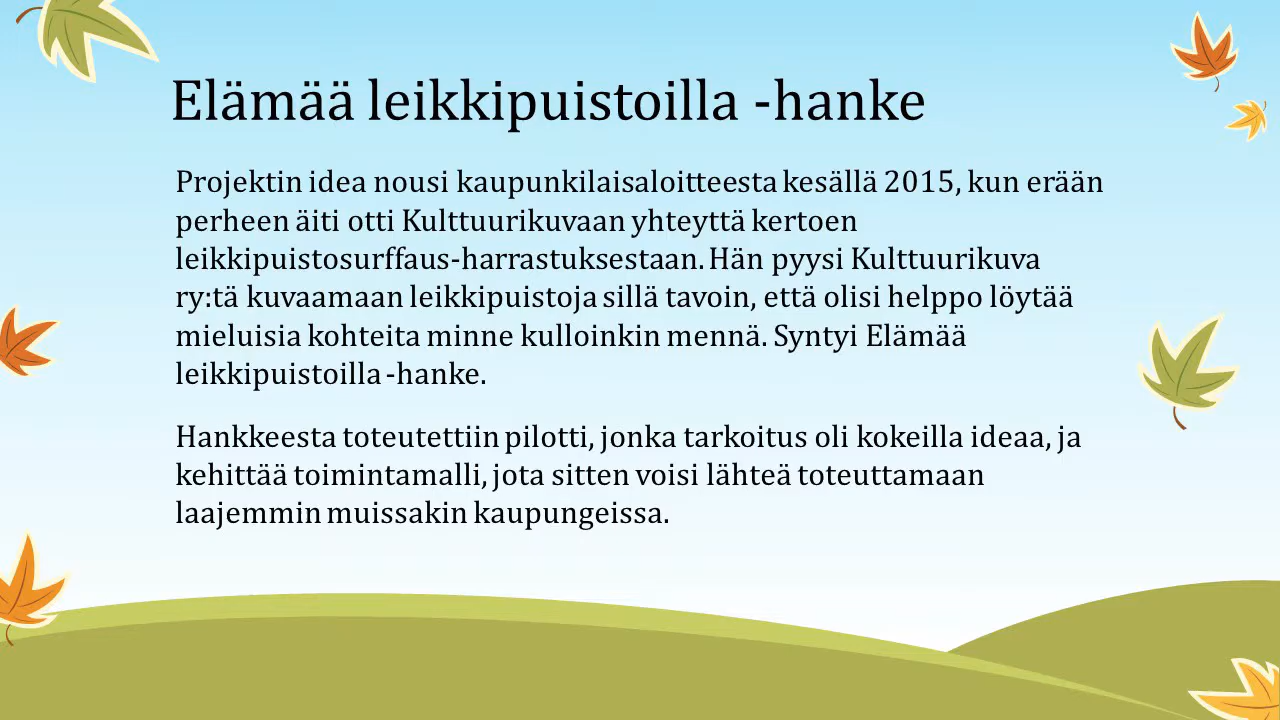 Elämää leikkipuistoilla -hanke
Projektin idea nousi kaupunkilaisaloitteesta kesällä 2015, kun erään
perheen äiti otti Kulttuurikuvaan yhteyttä kertoen
leikkipuistosurffaus-harrastuksestaan. Hän pyysi Kulttuurikuva
ry:tä kuvaamaan leikkipuistoja sillä tavoin, että olisi helppo löytää
mieluisia kohteita minne kulloinkin mennä. Syntyi Elämää
leikkipuistoilla -hanke.
Hankkeesta toteutettiin pilotti, jonka tarkoitus oli kokeilla ideaa, ja
kehittää toimintamalli, jota sitten voisi lähteä toteuttamaan
laajemmin muissakin kaupungeissa.